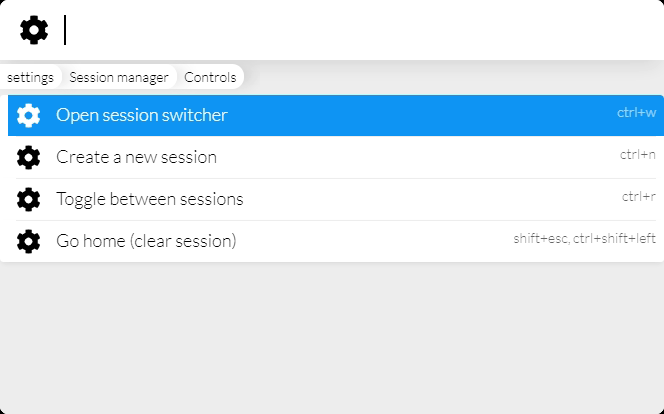 settings Session manager Controls
Open session switcher ctrl+w
Create a new session ctrl+n
Toggle between sessions ctrl+r
Go home (clear session) shift+esc, ctrl+shift+left